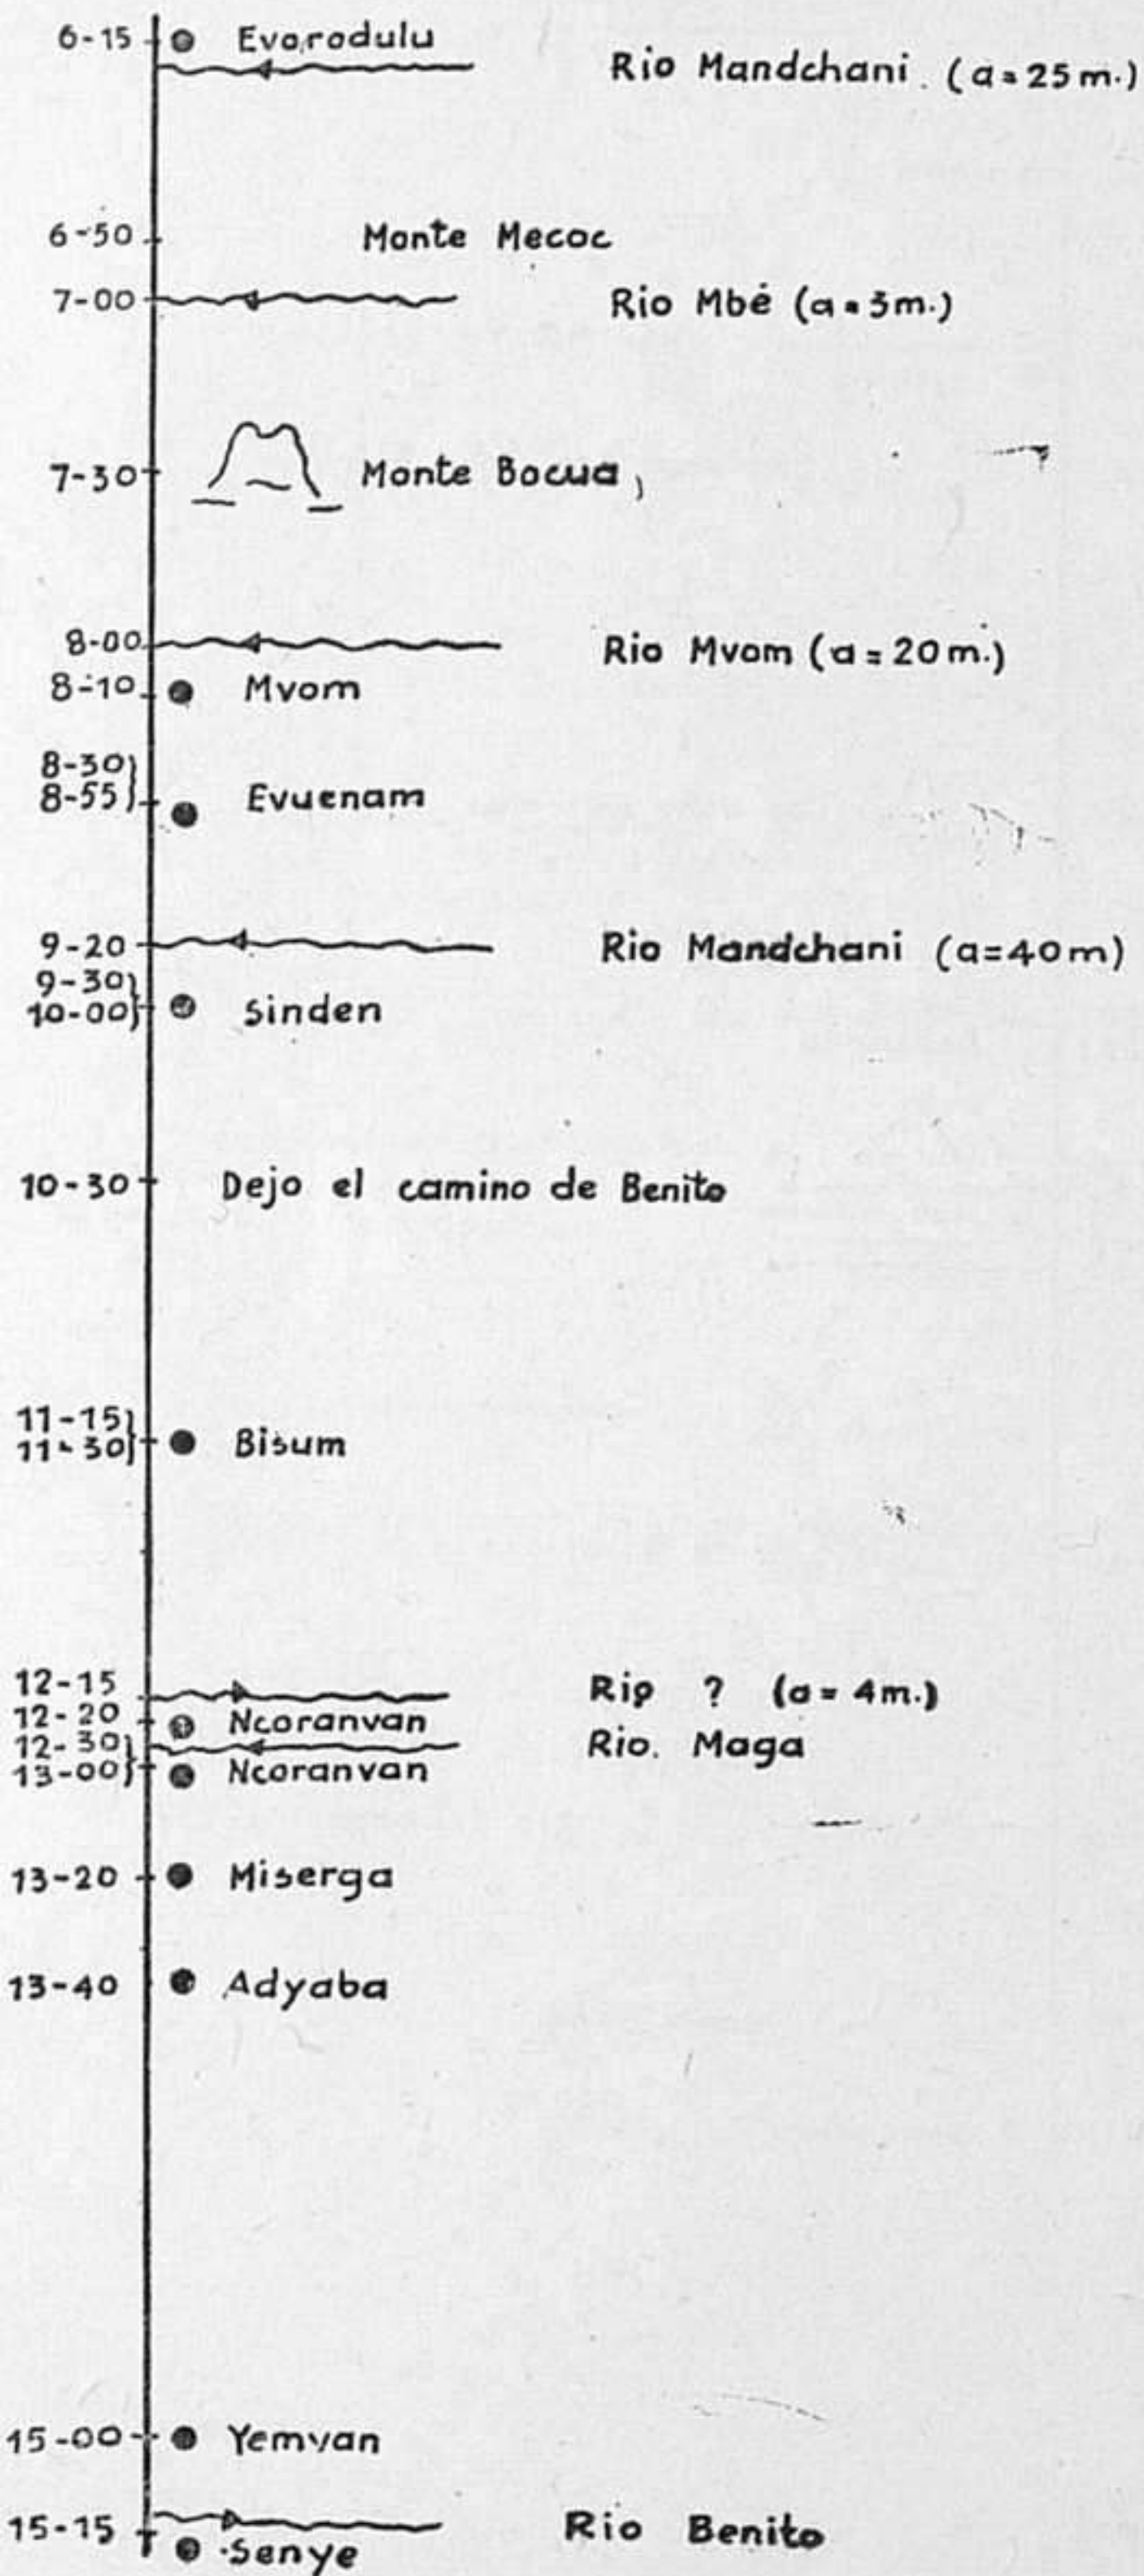 6-15 Evorodulu
Rio Mandchani. (a=25m.)
6-50 Monte Mecoc
7-00 Rio Mbé (a=3m.)
7-30 Monte Bocua
8-00 Rio Mvom (a=20m.)
8-10 Mvom
8-30
8-55 Evuenam
9-20 Rio Mandchani (a=40m)
9-30
10-00 Sinden
10-30 Dejo el camino de Benito
11-15
11-30 Bisum
12-15 Rio ? (a=4m.)
12-20 Ncoranvan
12-30 Rio. Maga
13-00 Ncoranvan
13-20 Miserga
13-40 Adyaba
15-00 Yemvan
15-15 Rio Benito
Senye